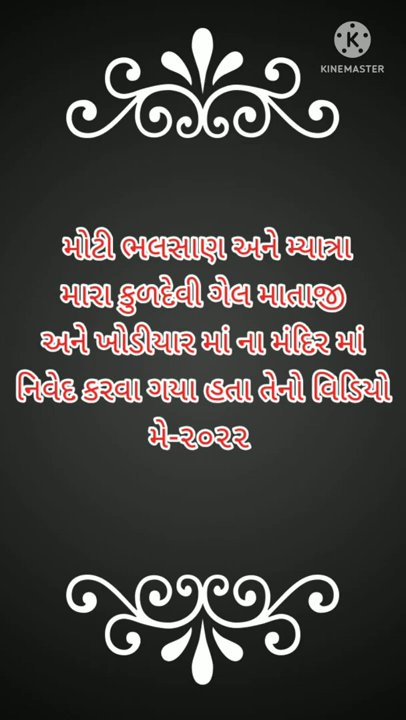 KINEMASTER
મોટી ભલસાણ અને મ્યાત્રા
મારા કુળદેવી ગેલ માતાજી
અને ખોડીયાર માં ના મંદિર માં
નિવેદ કરવા ગયા હતા તેનો વિડિયો
મે-૨૦૨૨